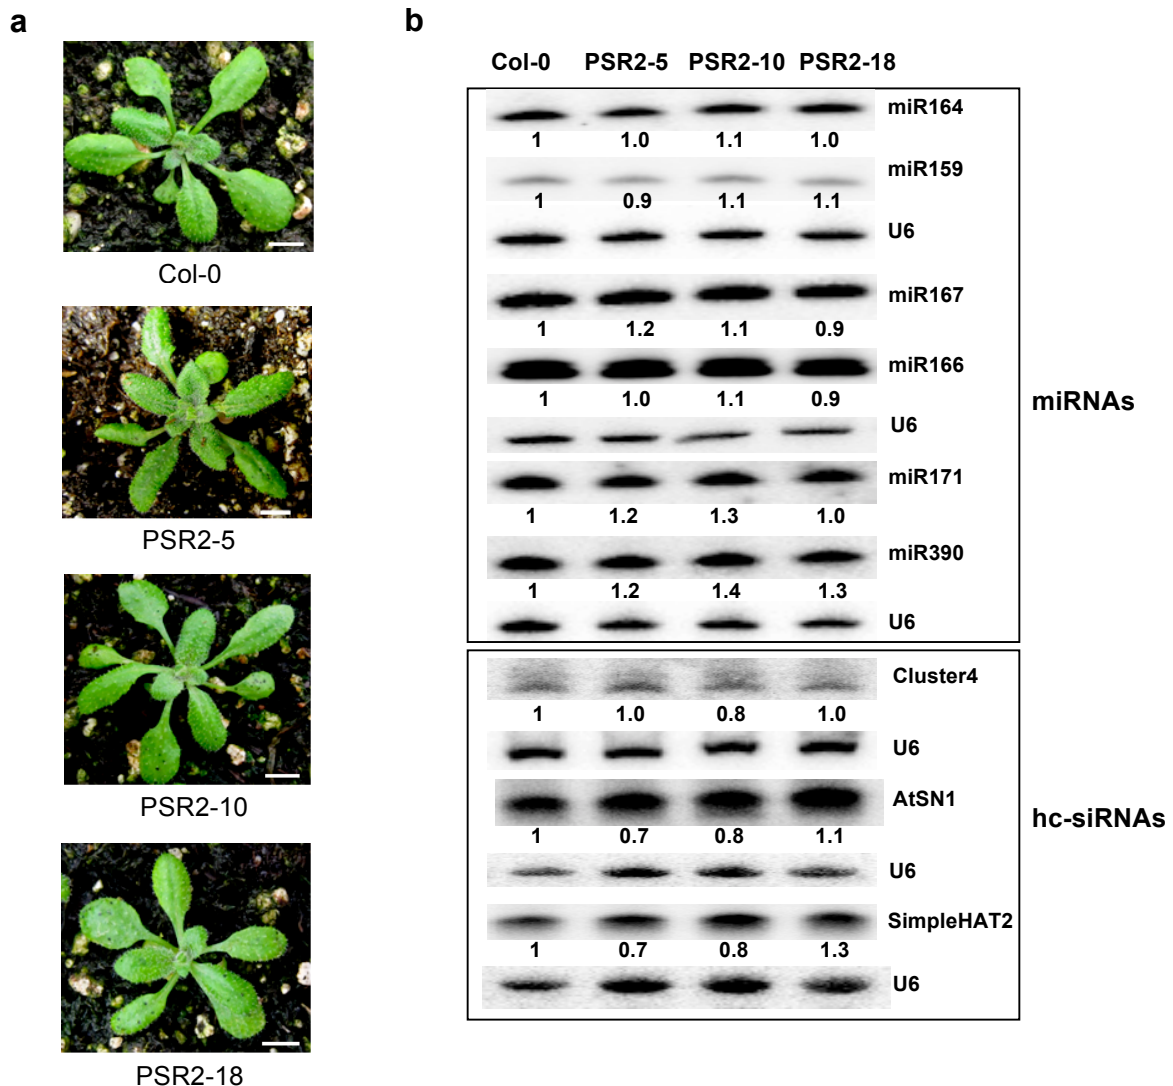 a
Col-0
PSR2-5
PSR2-10
PSR2-18
b
Col-0 PSR2-5 PSR2-10 PSR2-18
miR164
1 1.0 1.1 1.0
miR159
1 0.9 1.1 1.1
U6
miR167
1 1.2 1.1 0.9
miR166
1 1.0 1.1 0.9
U6
miR171
1 1.2 1.3 1.0
miR390
1 1.2 1.4 1.3
U6
miRNAs
Cluster4
1 1.0 0.8 1.0
U6
AtSN1
1 0.7 0.8 1.1
U6
SimpleHAT2
1 0.7 0.8 1.3
U6
hc-siRNAs